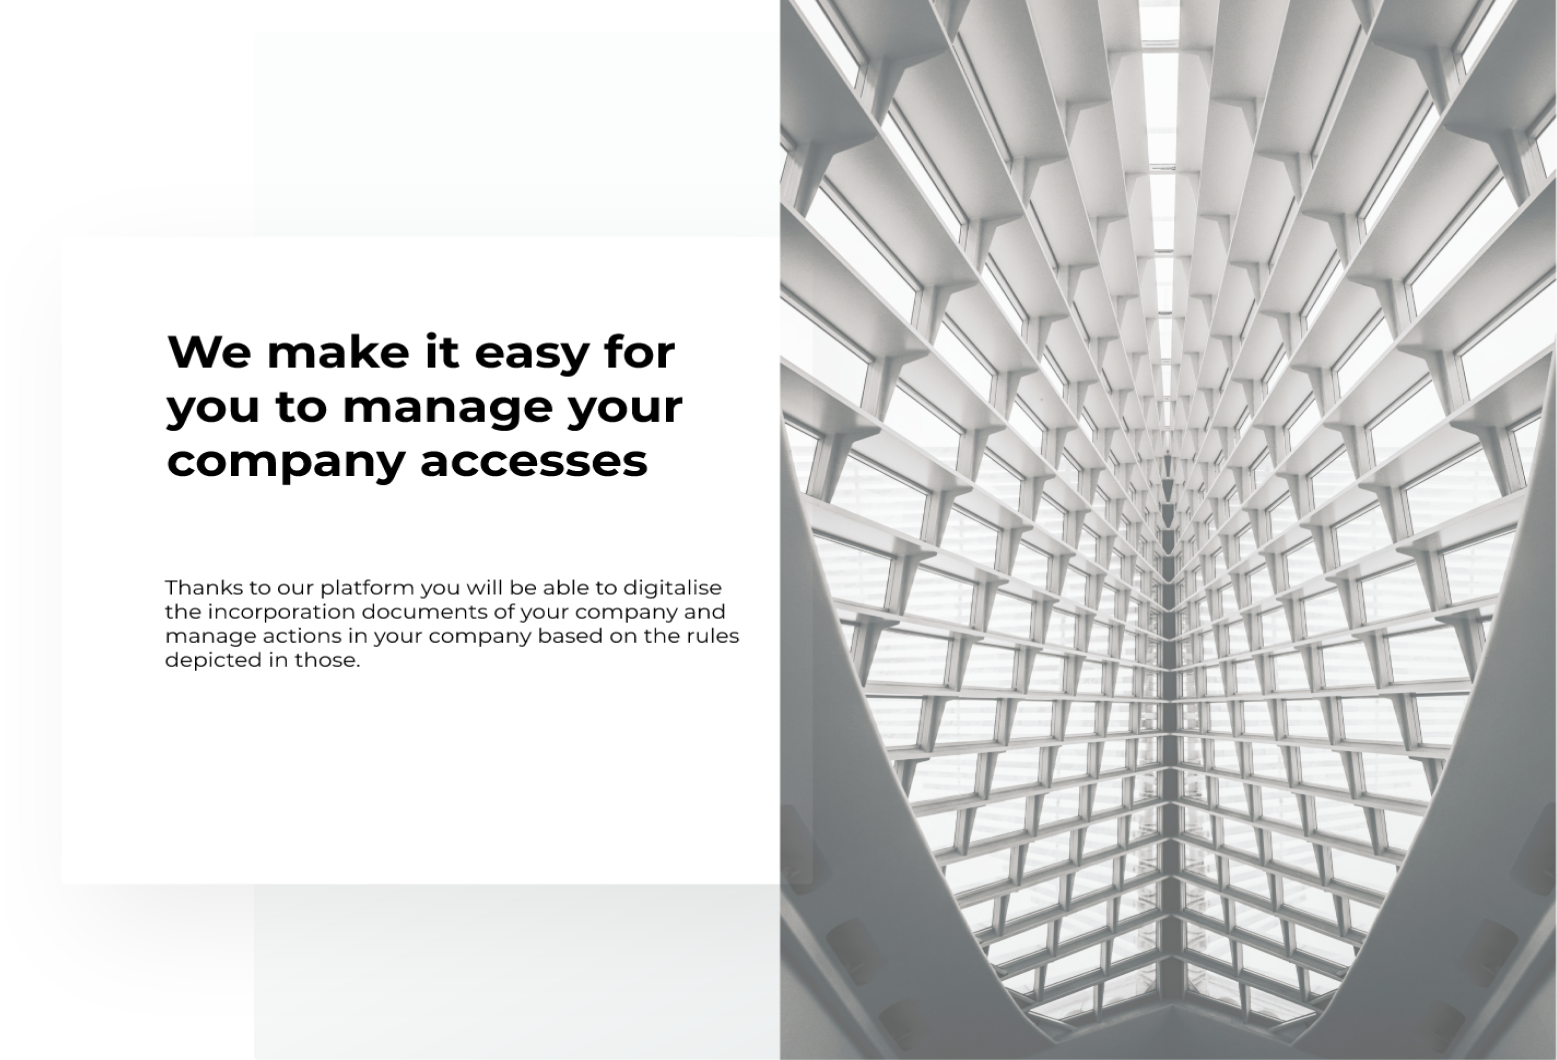 We make it easy for
you to manage your
company accesses
Thanks to our platform you will be able to digitalise
the incorporation documents of your company and
manage actions in your company based on the rules
depicted in those.